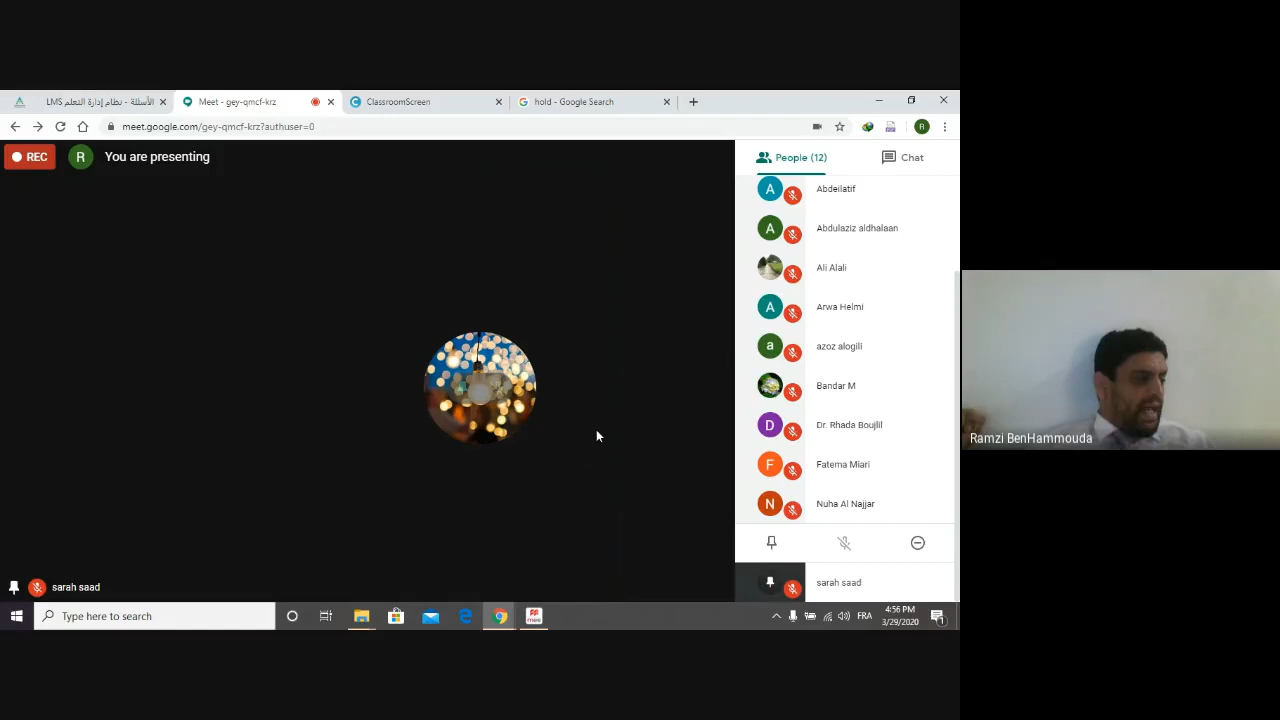 الأسئلة - نظام إدارة التعلم LMS
Meet - gey-qmcf-krz
ClassroomScreen
hold - Google Search
meet.google.com/gey-qmcf-krz?authuser=0
R
REC
R
You are presenting
People (12)
Chat
A
Abdeilatif
A
Abdulaziz aldhalaan
Ali Alali
A
Arwa Helmi
a
azoz alogili
Bandar M
D
Dr. Rhada Boujlil
F
Fatema Miari
N
Nuha Al Najjar
sarah saad
sarah saad
Ramzi BenHammouda
Type here to search
FRA
4:56 PM
3/29/2020
1